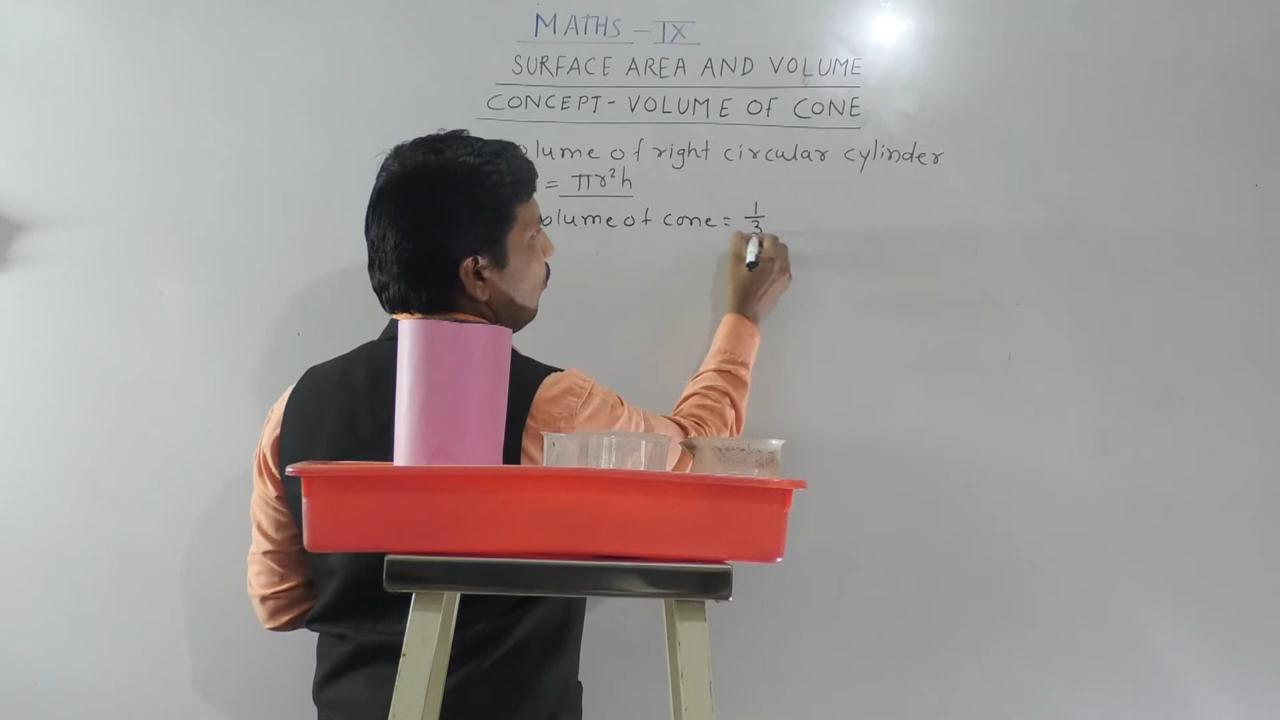 MATHS - IX
SURFACE AREA AND VOLUME
CONCEPT - VOLUME OF CONE
olume of right circular cylinder
= πr²h
olume of cone = 1/3